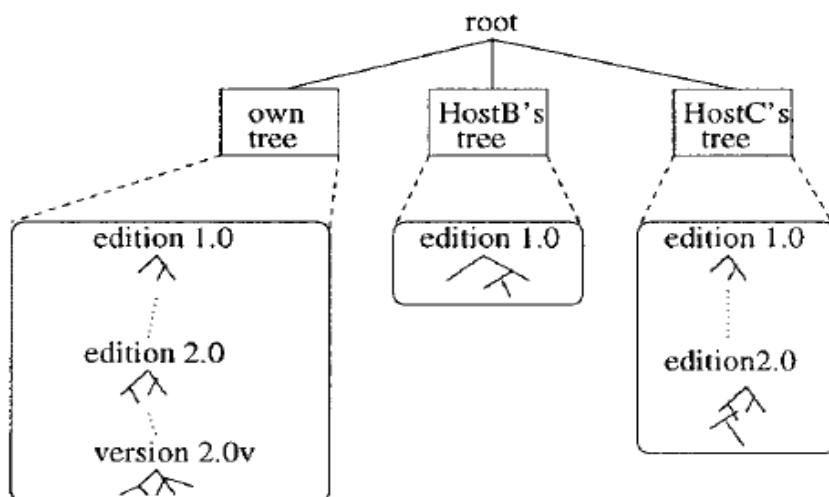 root
own
tree
HostB's
tree
HostC's
tree
edition 1.0
edition 2.0
version 2.0v
edition 1.0
edition 1.0
edition2.0